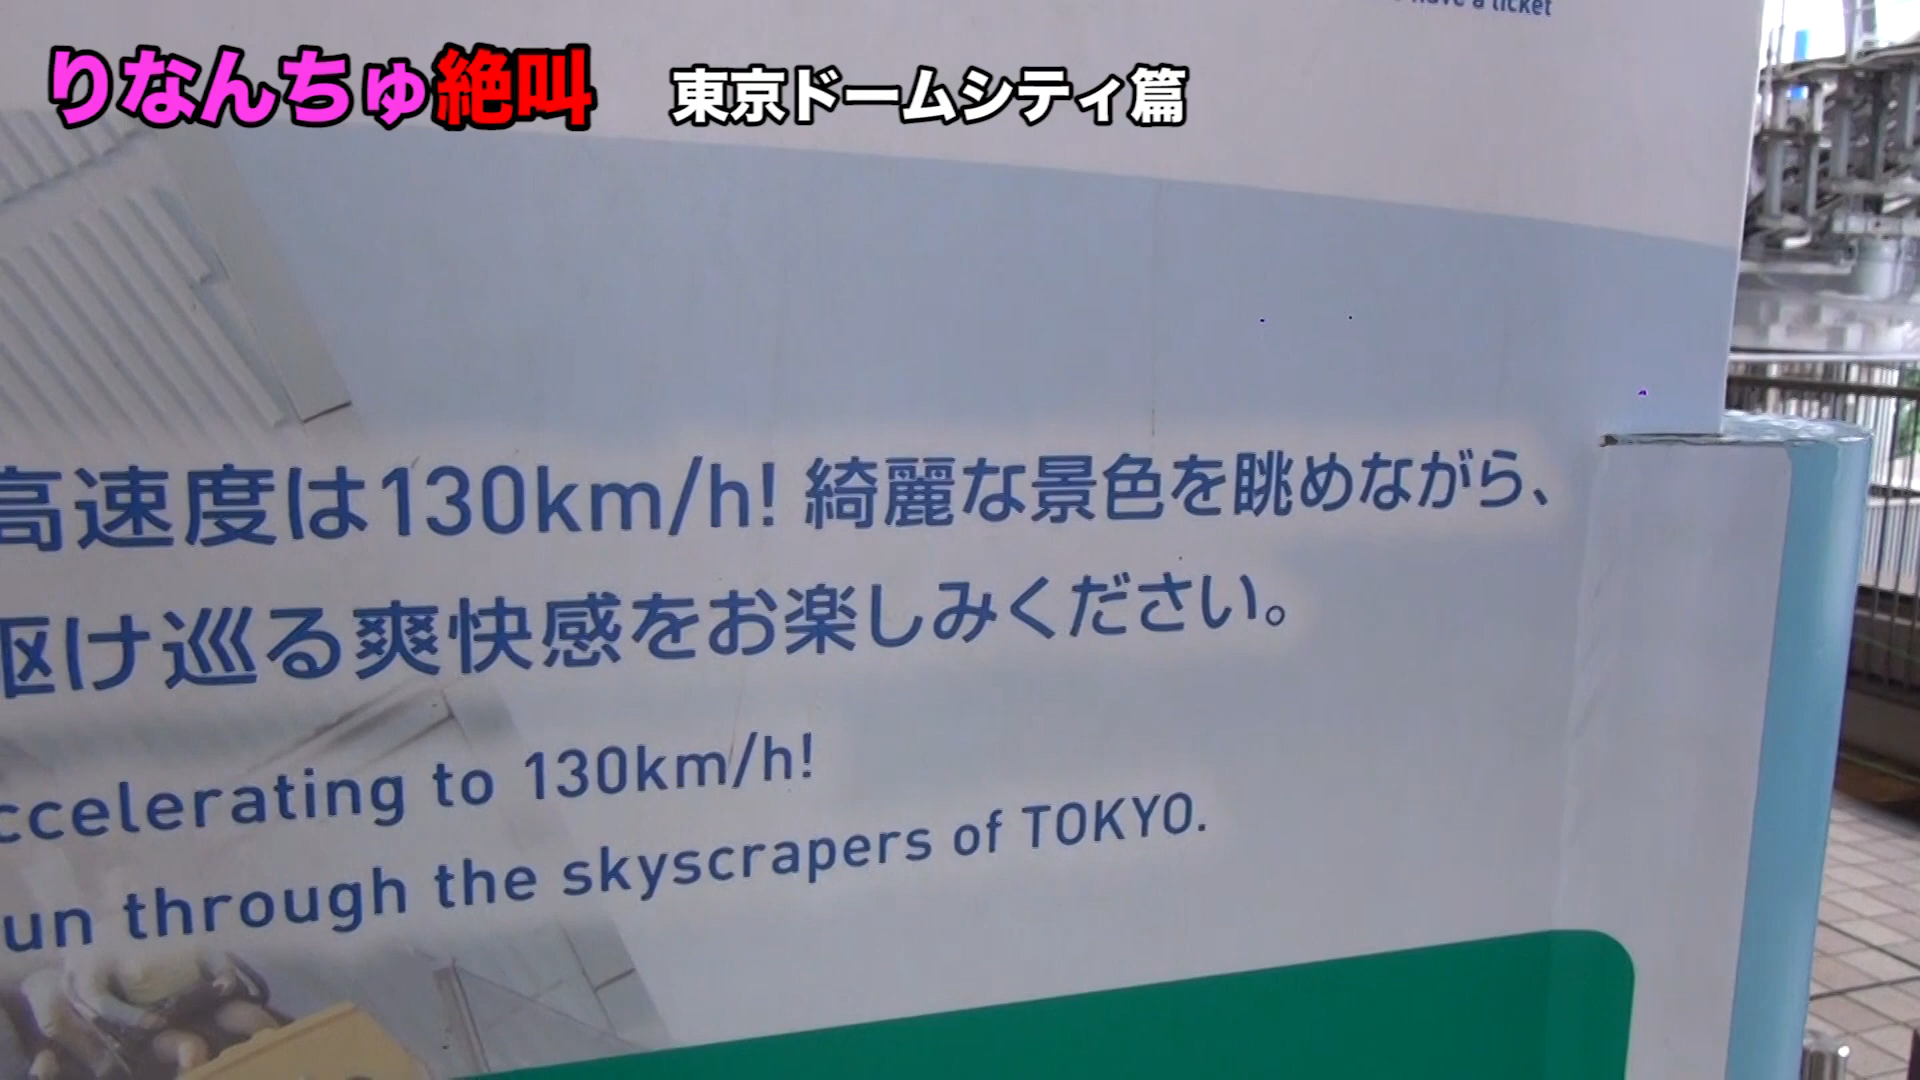 have a ticket
りなんちゅ絶叫 東京ドームシティ篇
高速度は130km/h! 綺麗な景色を眺めながら、
駆け巡る爽快感をお楽しみください。
ccelerating to 130km/h!
un through the skyscrapers of TOKYO.